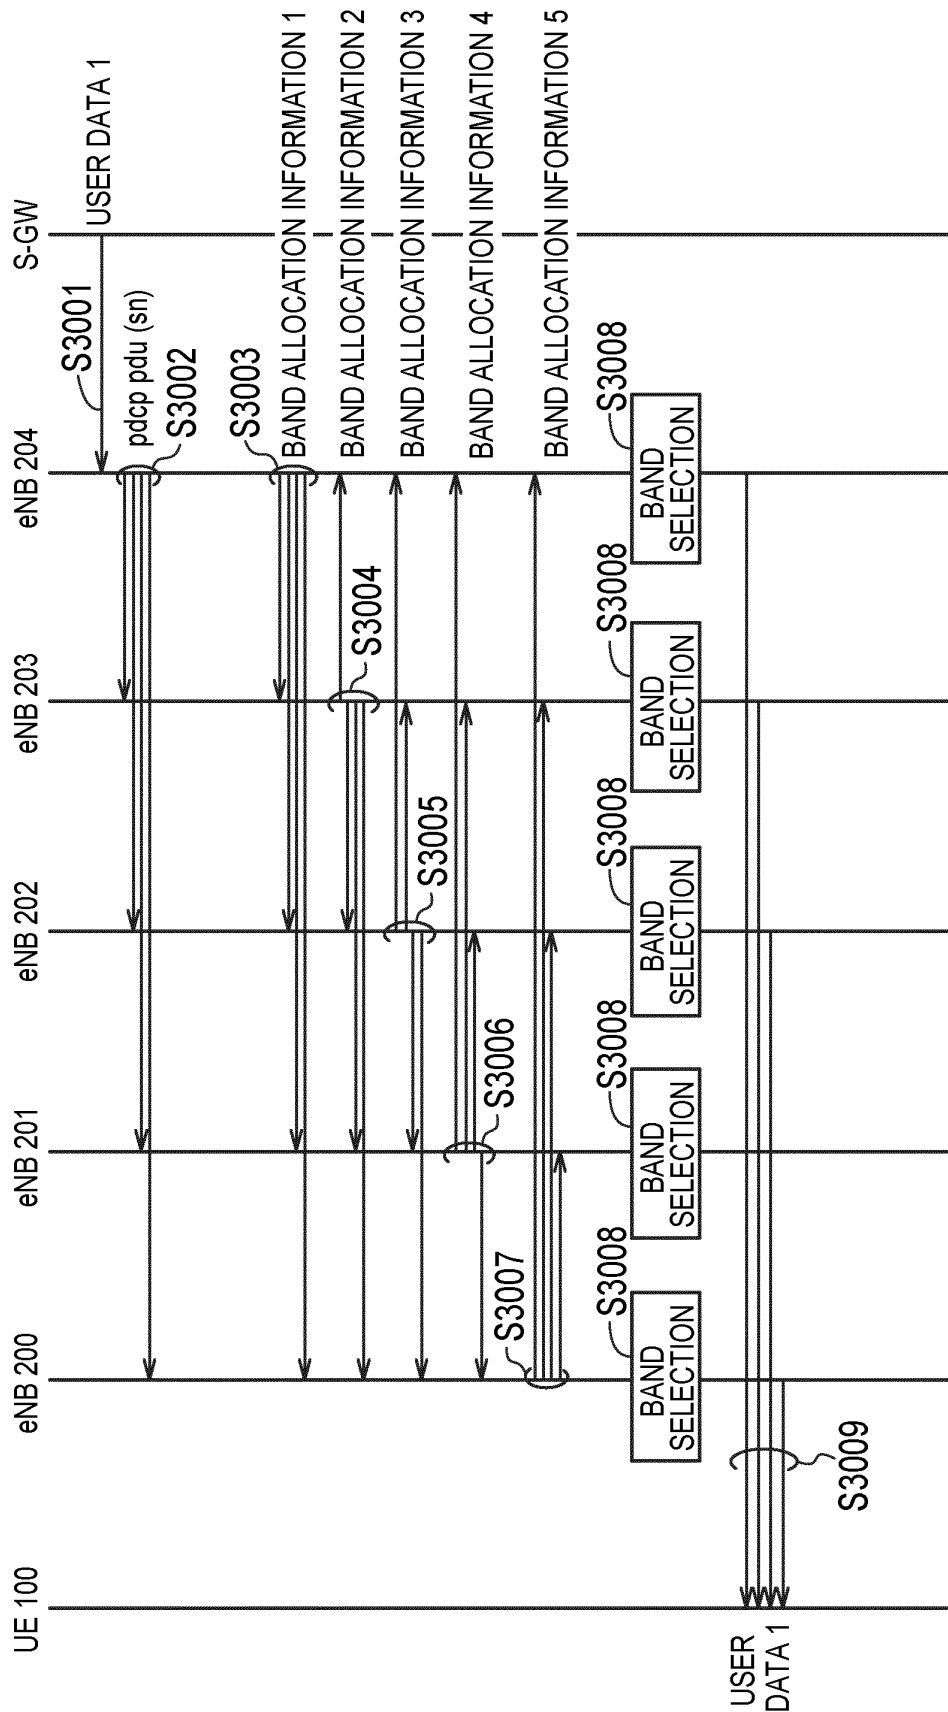 UE 100
eNB 200
eNB 201
eNB 202
eNB 203
eNB 204
S-GW
S3001
USER DATA 1
pdcp pdu (sn)
S3002
S3003
BAND ALLOCATION INFORMATION 1
BAND ALLOCATION INFORMATION 2
S3004
BAND ALLOCATION INFORMATION 3
S3005
BAND ALLOCATION INFORMATION 4
S3006
BAND ALLOCATION INFORMATION 5
S3007
S3008
S3008
S3008
S3008
S3008
BAND
SELECTION
BAND
SELECTION
BAND
SELECTION
BAND
SELECTION
BAND
SELECTION
USER
DATA 1
S3009